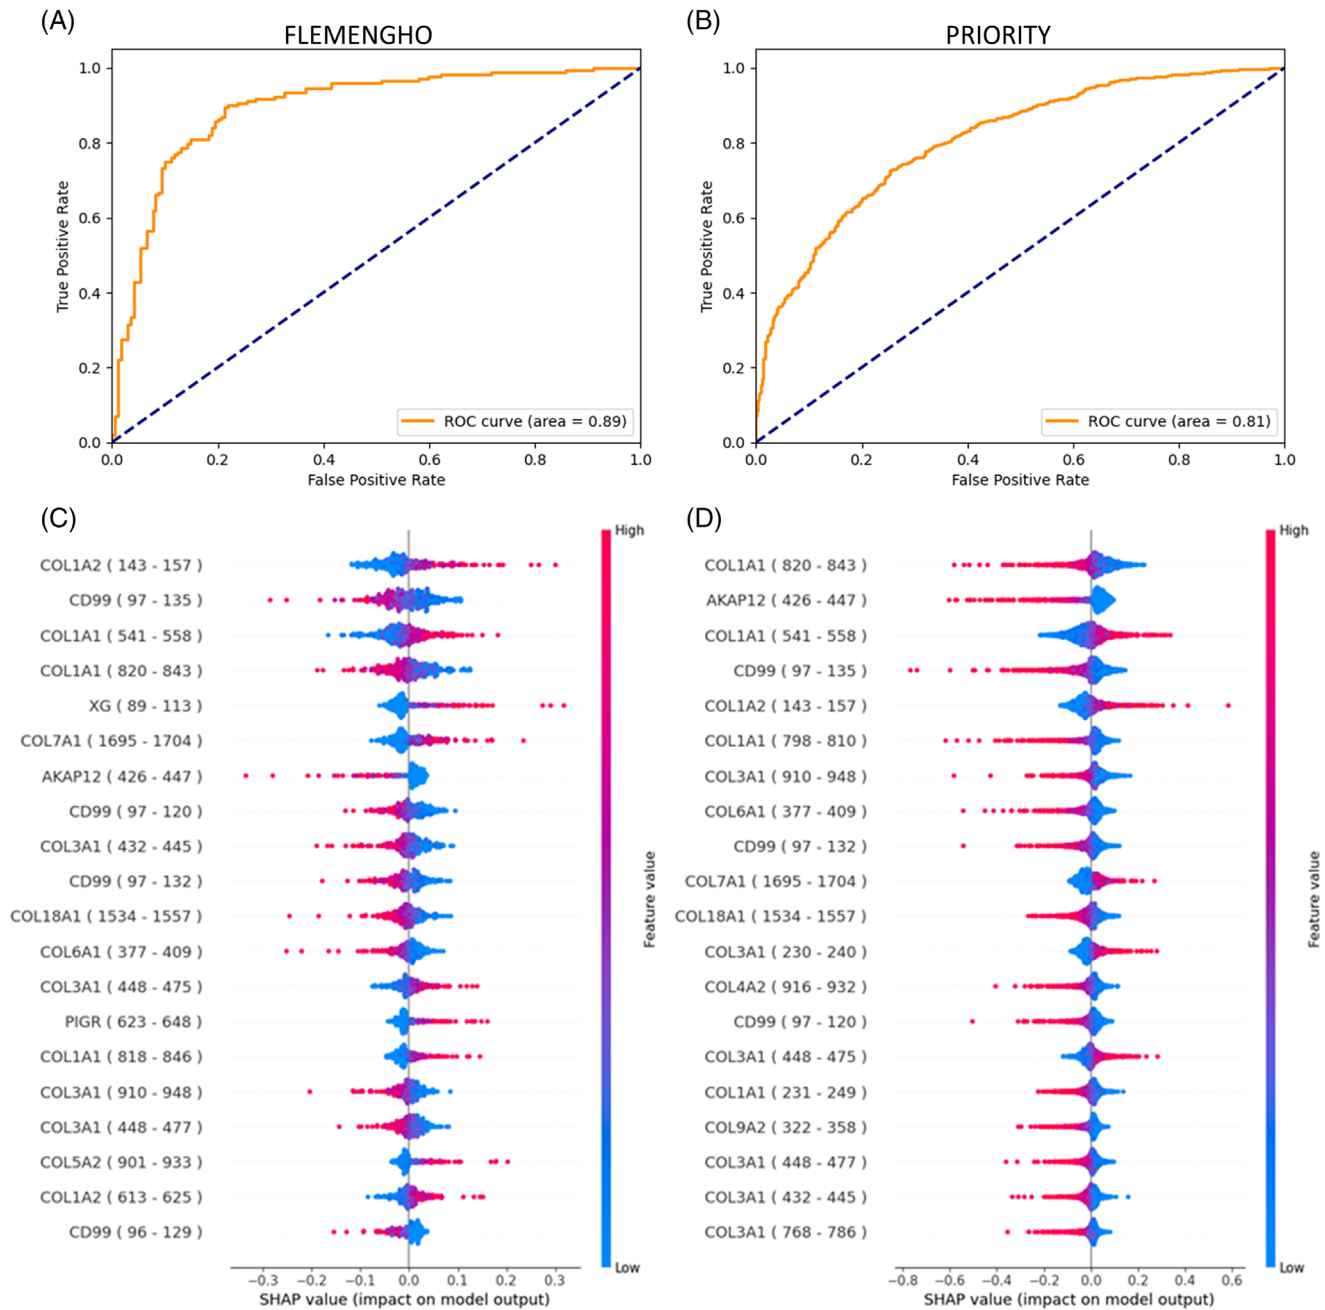 (A)
FLEMENGHO
1.0
0.8
0.6
0.4
0.2
0.0
True Positive Rate
ROC curve (area = 0.89)
0.0 0.2 0.4 0.6 0.8 1.0
False Positive Rate
(B)
PRIORITY
1.0
0.8
0.6
0.4
0.2
0.0
True Positive Rate
ROC curve (area = 0.81)
0.0 0.2 0.4 0.6 0.8 1.0
False Positive Rate
(C)
High
COL1A2 ( 143 - 157 )
CD99 ( 97 - 135 )
COL1A1 ( 541 - 558 )
COL1A1 ( 820 - 843 )
XG ( 89 - 113 )
COL7A1 ( 1695 - 1704 )
AKAP12 ( 426 - 447 )
CD99 ( 97 - 120 )
COL3A1 ( 432 - 445 )
CD99 ( 97 - 132 )
COL18A1 ( 1534 - 1557 )
COL6A1 ( 377 - 409 )
COL3A1 ( 448 - 475 )
PIGR ( 623 - 648 )
COL1A1 ( 818 - 846 )
COL3A1 ( 910 - 948 )
COL3A1 ( 448 - 477 )
COL5A2 ( 901 - 933 )
COL1A2 ( 613 - 625 )
CD99 ( 96 - 129 )
Feature value
Low
−0.3 −0.2 −0.1 0.0 0.1 0.2 0.3
SHAP value (impact on model output)
(D)
High
COL1A1 ( 820 - 843 )
AKAP12 ( 426 - 447 )
COL1A1 ( 541 - 558 )
CD99 ( 97 - 135 )
COL1A2 ( 143 - 157 )
COL1A1 ( 798 - 810 )
COL3A1 ( 910 - 948 )
COL6A1 ( 377 - 409 )
CD99 ( 97 - 132 )
COL7A1 ( 1695 - 1704 )
COL18A1 ( 1534 - 1557 )
COL3A1 ( 230 - 240 )
COL4A2 ( 916 - 932 )
CD99 ( 97 - 120 )
COL3A1 ( 448 - 475 )
COL1A1 ( 231 - 249 )
COL9A2 ( 322 - 358 )
COL3A1 ( 448 - 477 )
COL3A1 ( 432 - 445 )
COL3A1 ( 768 - 786 )
Feature value
Low
−0.8 −0.6 −0.4 −0.2 0.0 0.2 0.4 0.6
SHAP value (impact on model output)